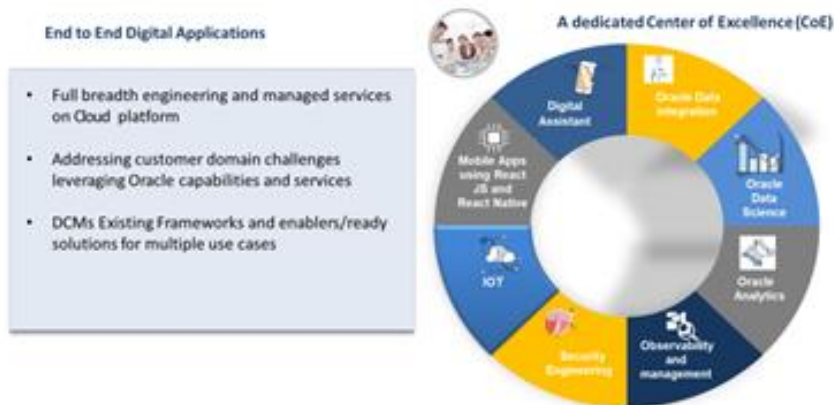 End to End Digital Applications
• Full breadth engineering and managed services
on Cloud platform
• Addressing customer domain challenges
leveraging Oracle capabilities and services
• DCMs Existing Frameworks and enablers/ready
solutions for multiple use cases
A dedicated Center of Excellence (CoE)
Digital
Assistant
Oracle Data
Integration
Oracle
Data
Science
Oracle
Analytics
Observability
and
management
Security
Engineering
IOT
Mobile Apps
using React
JS and
React Native